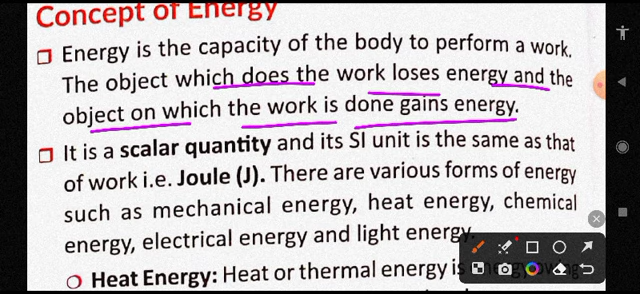 Concept of Energy
Energy is the capacity of the body to perform a work.
The object which does the work loses energy and the
object on which the work is done gains energy.
It is a scalar quantity and its SI unit is the same as that
of work i.e. Joule (J). There are various forms of energy
such as mechanical energy, heat energy, chemical
energy, electrical energy and light energy.
Heat Energy: Heat or thermal energy is